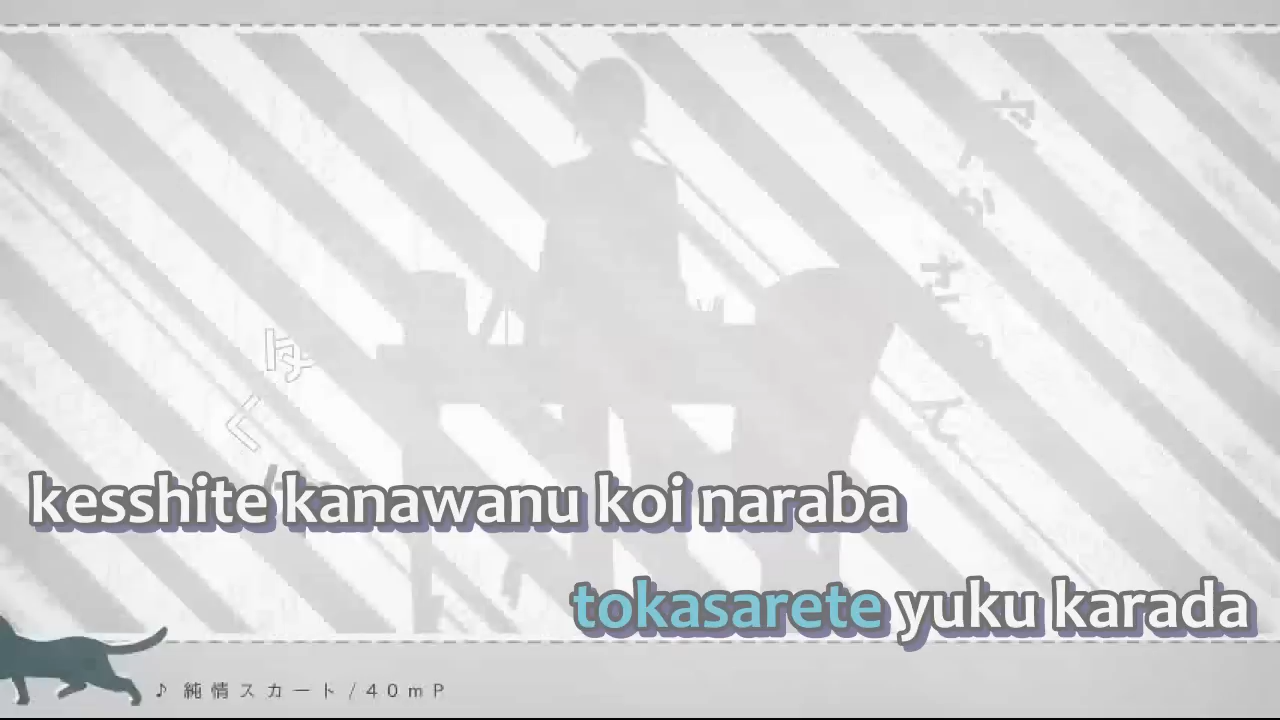 kesshite kanawanu koi naraba
tokasarete yuku karada
♪ 純情スカート / 40mP